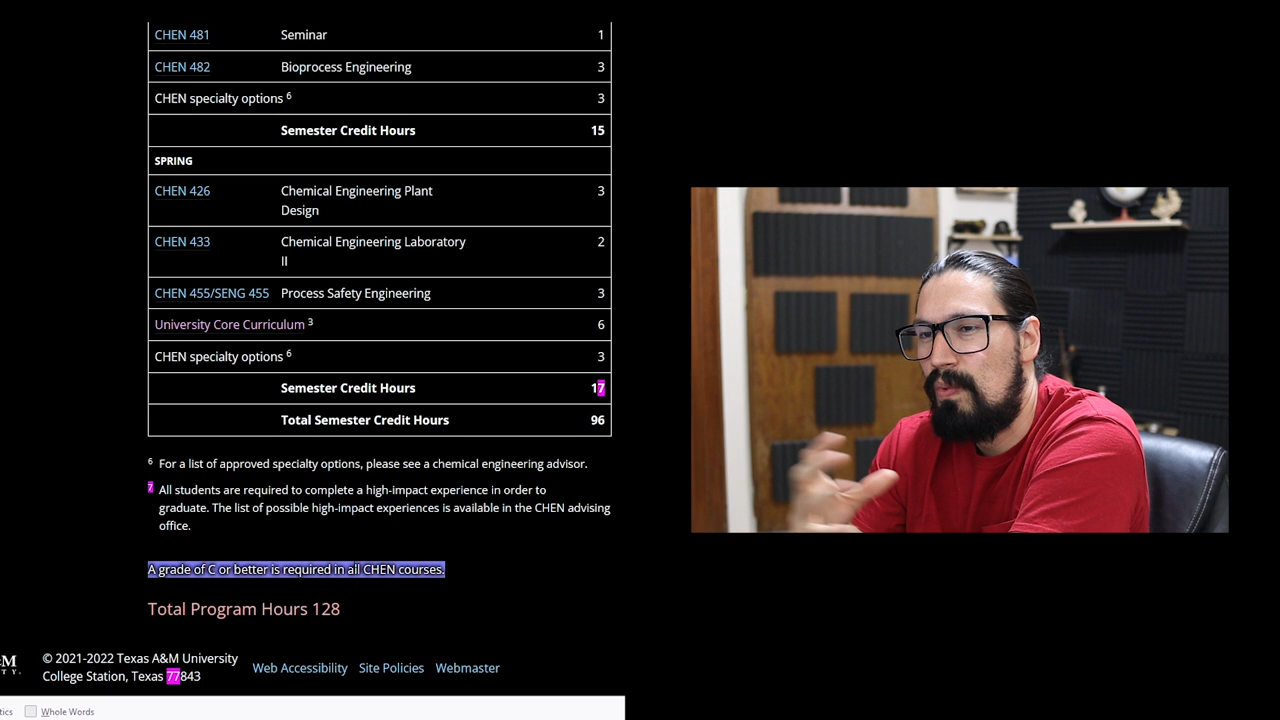 CHEN 481 Seminar 1
CHEN 482 Bioprocess Engineering 3
CHEN specialty options 6 3
Semester Credit Hours 15
SPRING
CHEN 426 Chemical Engineering Plant 3
Design
CHEN 433 Chemical Engineering Laboratory 2
II
CHEN 455/SENG 455 Process Safety Engineering 3
University Core Curriculum 3 6
CHEN specialty options 6 3
Semester Credit Hours 17
Total Semester Credit Hours 96
6 For a list of approved specialty options, please see a chemical engineering advisor.
7 All students are required to complete a high-impact experience in order to
graduate. The list of possible high-impact experiences is available in the CHEN advising
office.
A grade of C or better is required in all CHEN courses.
Total Program Hours 128
© 2021-2022 Texas A&M University
College Station, Texas 77843
Web Accessibility Site Policies Webmaster
Whole Words